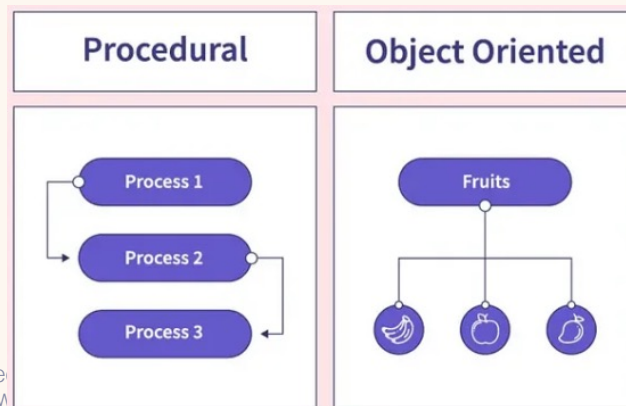 Procedural
Object Oriented
Process 1
Process 2
Process 3
Fruits